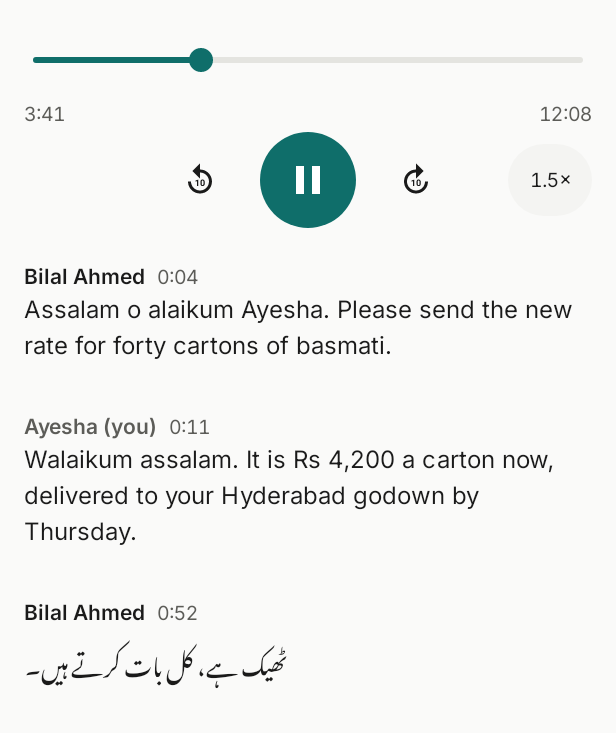 3:41
12:08
10
10
1.5×
Bilal Ahmed 0:04
Assalam o alaikum Ayesha. Please send the new
rate for forty cartons of basmati.
Ayesha (you) 0:11
Walaikum assalam. It is Rs 4,200 a carton now,
delivered to your Hyderabad godown by
Thursday.
Bilal Ahmed 0:52
ٹھیک ہے، کل بات کرتے ہیں۔